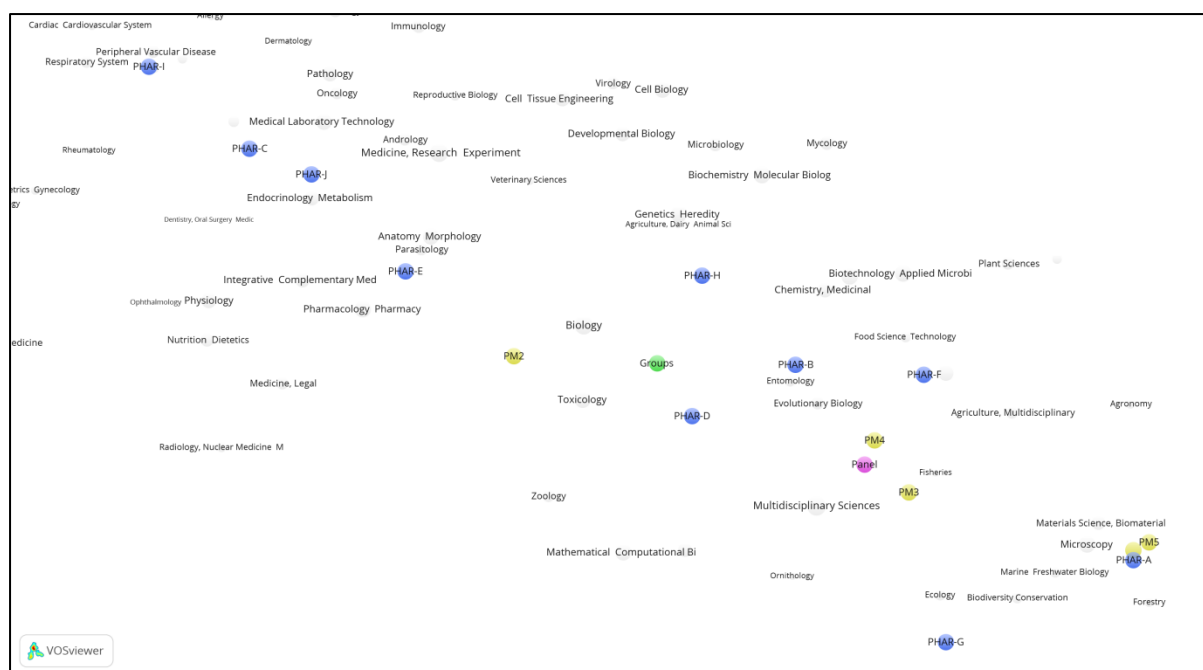 Allergy
Cardiac Cardiovascular System
Immunology
Dermatology
Peripheral Vascular Disease
Respiratory System
PHAR-I
Pathology
Virology
Cell Biology
Oncology
Reproductive Biology
Cell Tissue Engineering
Medical Laboratory Technology
Developmental Biology
Andrology
Microbiology
Mycology
Rheumatology
PHAR-C
Medicine, Research Experiment
PHAR-J
Biochemistry Molecular Biolog
Veterinary Sciences
etrics Gynecology
Endocrinology Metabolism
gy
Dentistry, Oral Surgery Medic
Genetics Heredity
Agriculture, Dairy Animal Sci
Anatomy Morphology
Parasitology
Plant Sciences
PHAR-E
PHAR-H
Biotechnology Applied Microbi
Integrative Complementary Med
Chemistry, Medicinal
Ophthalmology
Physiology
Pharmacology Pharmacy
Biology
Food Science Technology
Nutrition Dietetics
edicine
PM2
Groups
PHAR-B
PHAR-F
Medicine, Legal
Entomology
Toxicology
Evolutionary Biology
Agronomy
PHAR-D
Agriculture, Multidisciplinary
PM4
Radiology, Nuclear Medicine M
Panel
Fisheries
PM3
Zoology
Multidisciplinary Sciences
Materials Science, Biomaterial
Microscopy
PM5
Mathematical Computational Bi
PHAR-A
Marine Freshwater Biology
Ornithology
Ecology
Biodiversity Conservation
Forestry
PHAR-G
VOSviewer